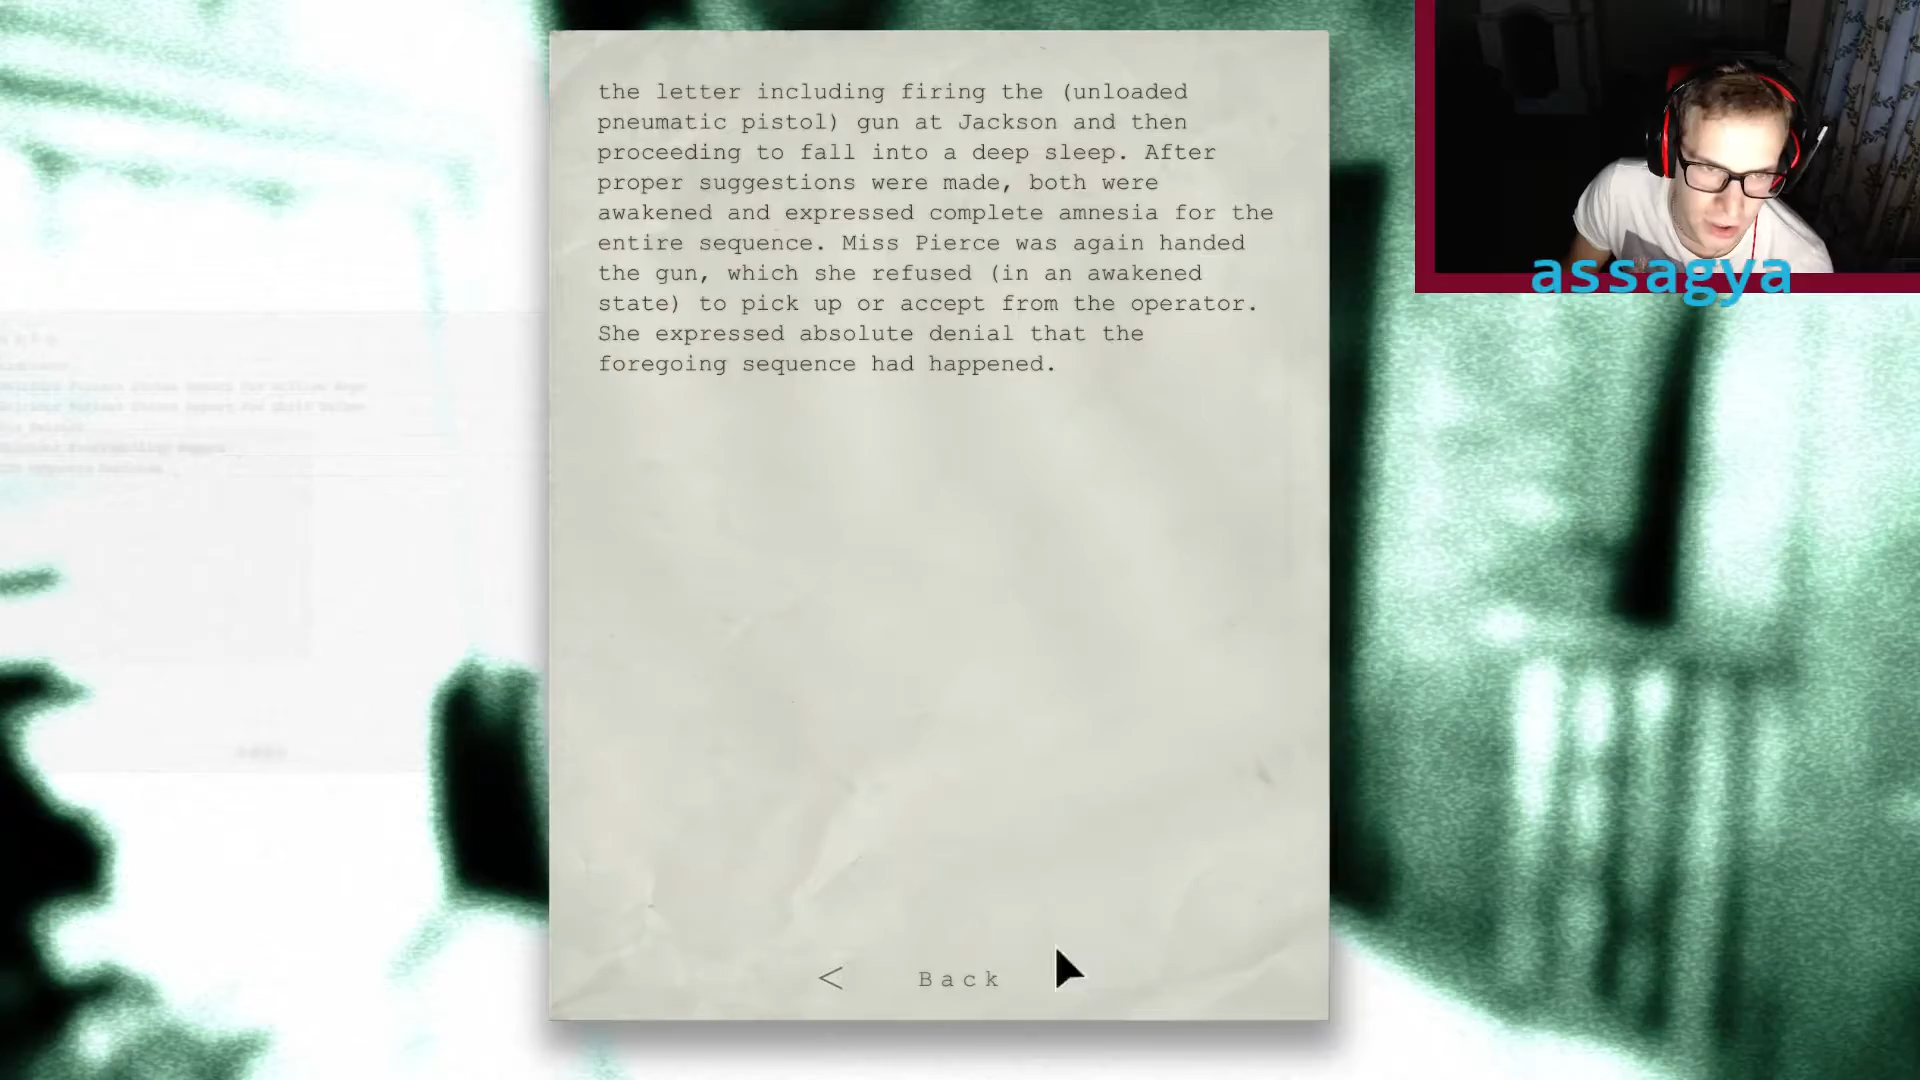 the letter including firing the (unloaded
pneumatic pistol) gun at Jackson and then
proceeding to fall into a deep sleep. After
proper suggestions were made, both were
awakened and expressed complete amnesia for the
entire sequence. Miss Pierce was again handed
the gun, which she refused (in an awakened
state) to pick up or accept from the operator.
She expressed absolute denial that the
foregoing sequence had happened.
< Back
assagya